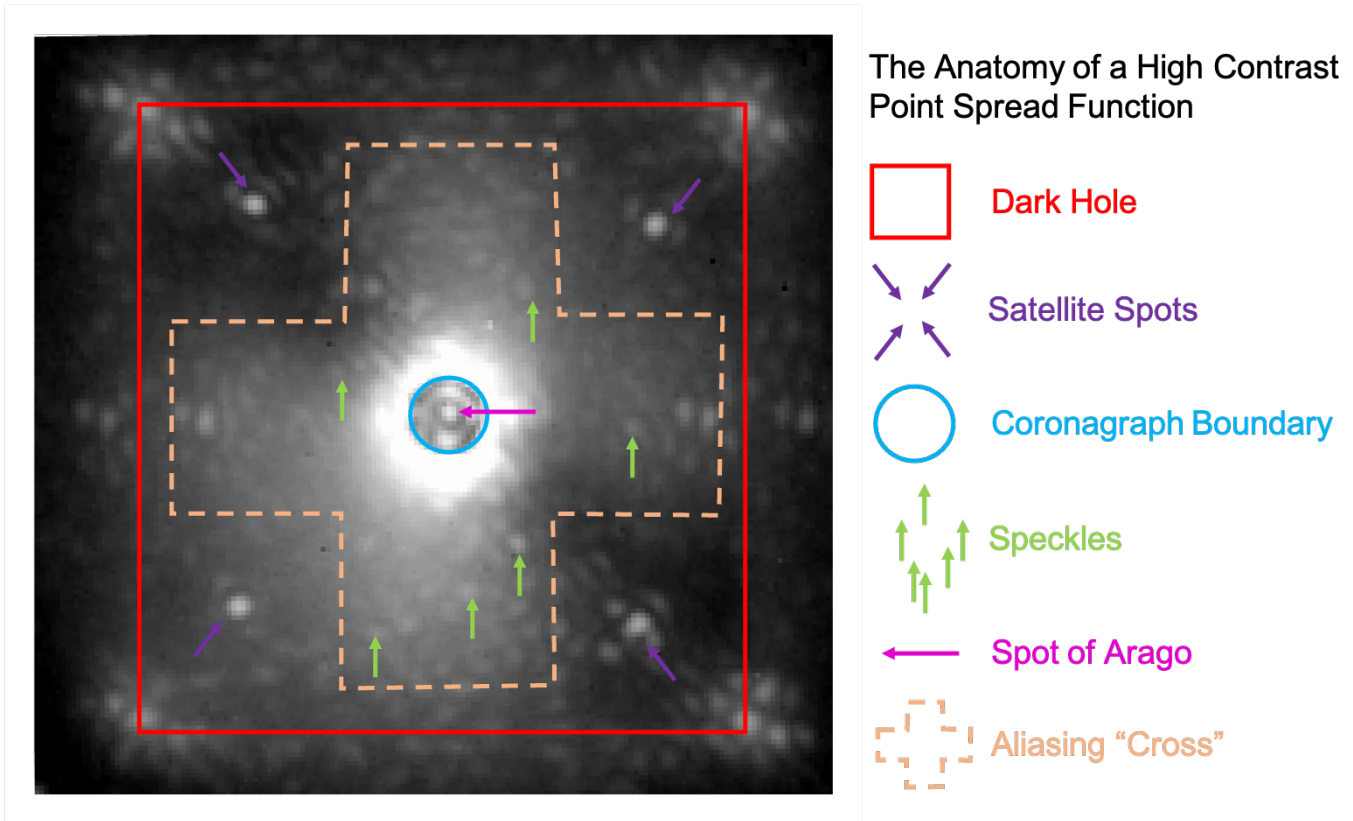 The Anatomy of a High Contrast
Point Spread Function
Dark Hole
Satellite Spots
Coronagraph Boundary
Speckles
Spot of Arago
Aliasing “Cross”